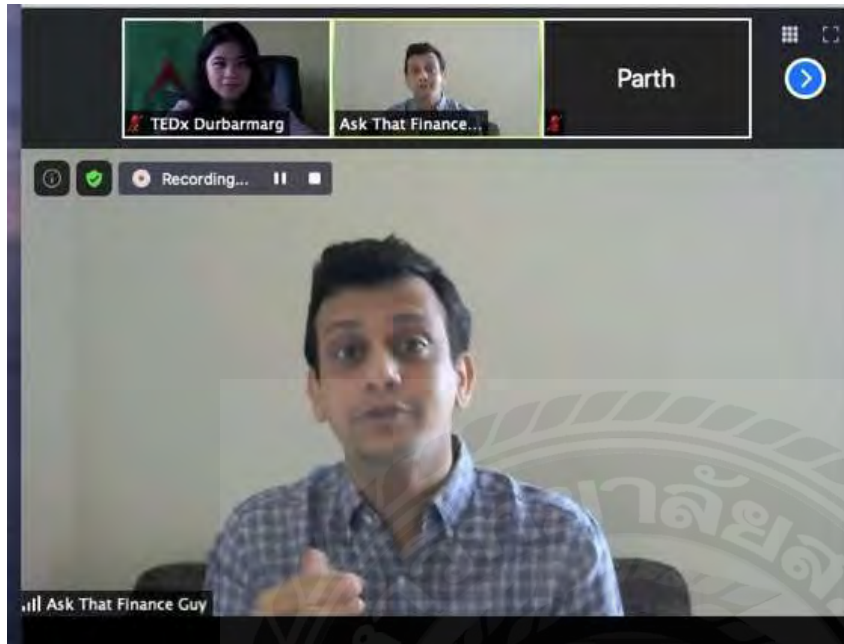 TEDx Durbarmarg
Ask That Finance...
Parth
Recording...
Ask That Finance Guy